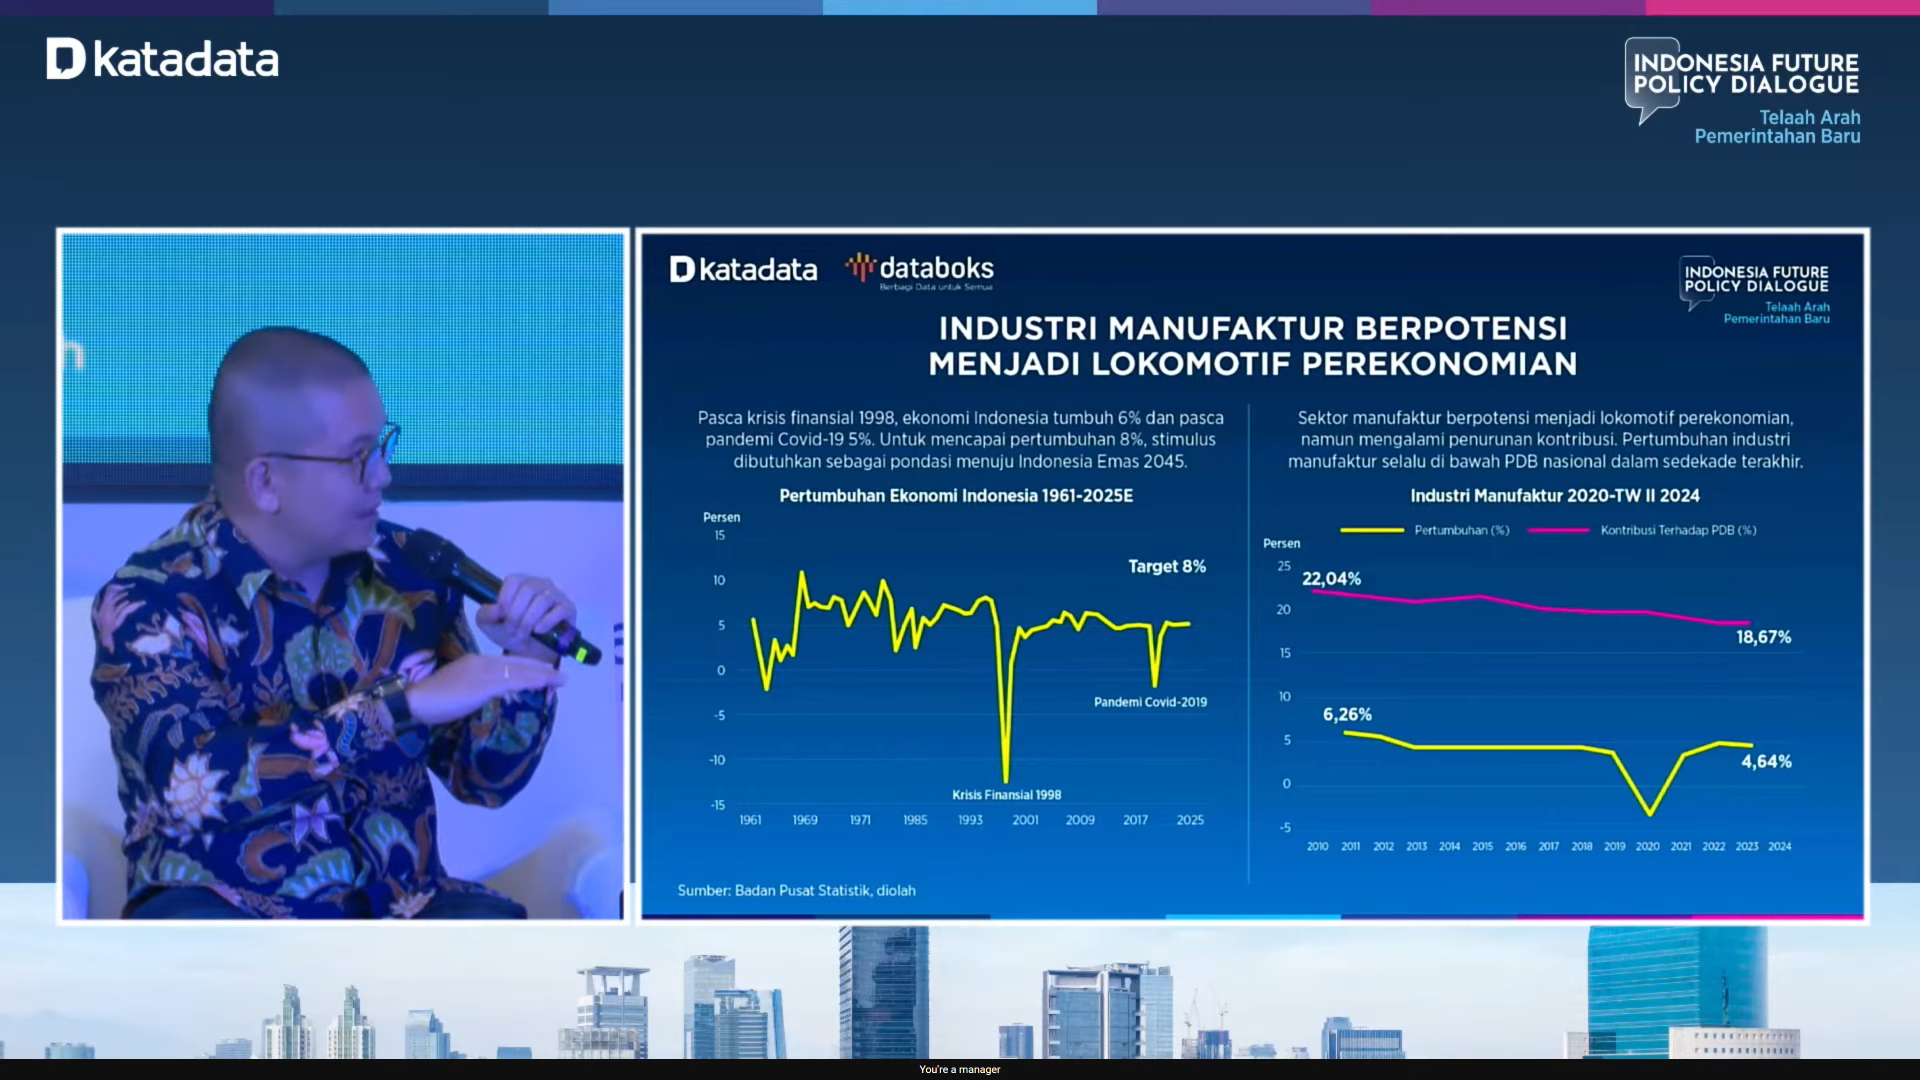 katadata
INDONESIA FUTURE
POLICY DIALOGUE
Telaah Arah
Pemerintahan Baru
katadata
databoks
Berbagi Data untuk Semua
INDONESIA FUTURE
POLICY DIALOGUE
Telaah Arah
Pemerintahan Baru
INDUSTRI MANUFAKTUR BERPOTENSI
MENJADI LOKOMOTIF PEREKONOMIAN
Pasca krisis finansial 1998, ekonomi Indonesia tumbuh 6% dan pasca
pandemi Covid-19 5%. Untuk mencapai pertumbuhan 8%, stimulus
dibutuhkan sebagai pondasi menuju Indonesia Emas 2045.
Pertumbuhan Ekonomi Indonesia 1961-2025E
Persen
15
10
5
0
-5
-10
-15
Target 8%
Pandemi Covid-2019
Krisis Finansial 1998
1961 1969 1971 1985 1993 2001 2009 2017 2025
Sumber: Badan Pusat Statistik, diolah
Sektor manufaktur berpotensi menjadi lokomotif perekonomian,
namun mengalami penurunan kontribusi. Pertumbuhan industri
manufaktur selalu di bawah PDB nasional dalam sedekade terakhir.
Industri Manufaktur 2020-TW II 2024
Pertumbuhan (%) Kontribusi Terhadap PDB (%)
Persen
25
20
15
10
5
0
-5
22,04%
18,67%
6,26%
4,64%
2010 2011 2012 2013 2014 2015 2016 2017 2018 2019 2020 2021 2022 2023 2024
You're a manager